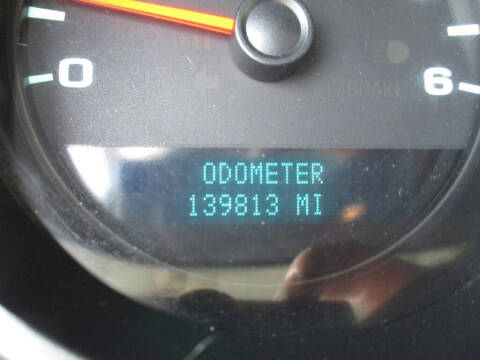 0 6
BRAKE
ODOMETER
139813 MI